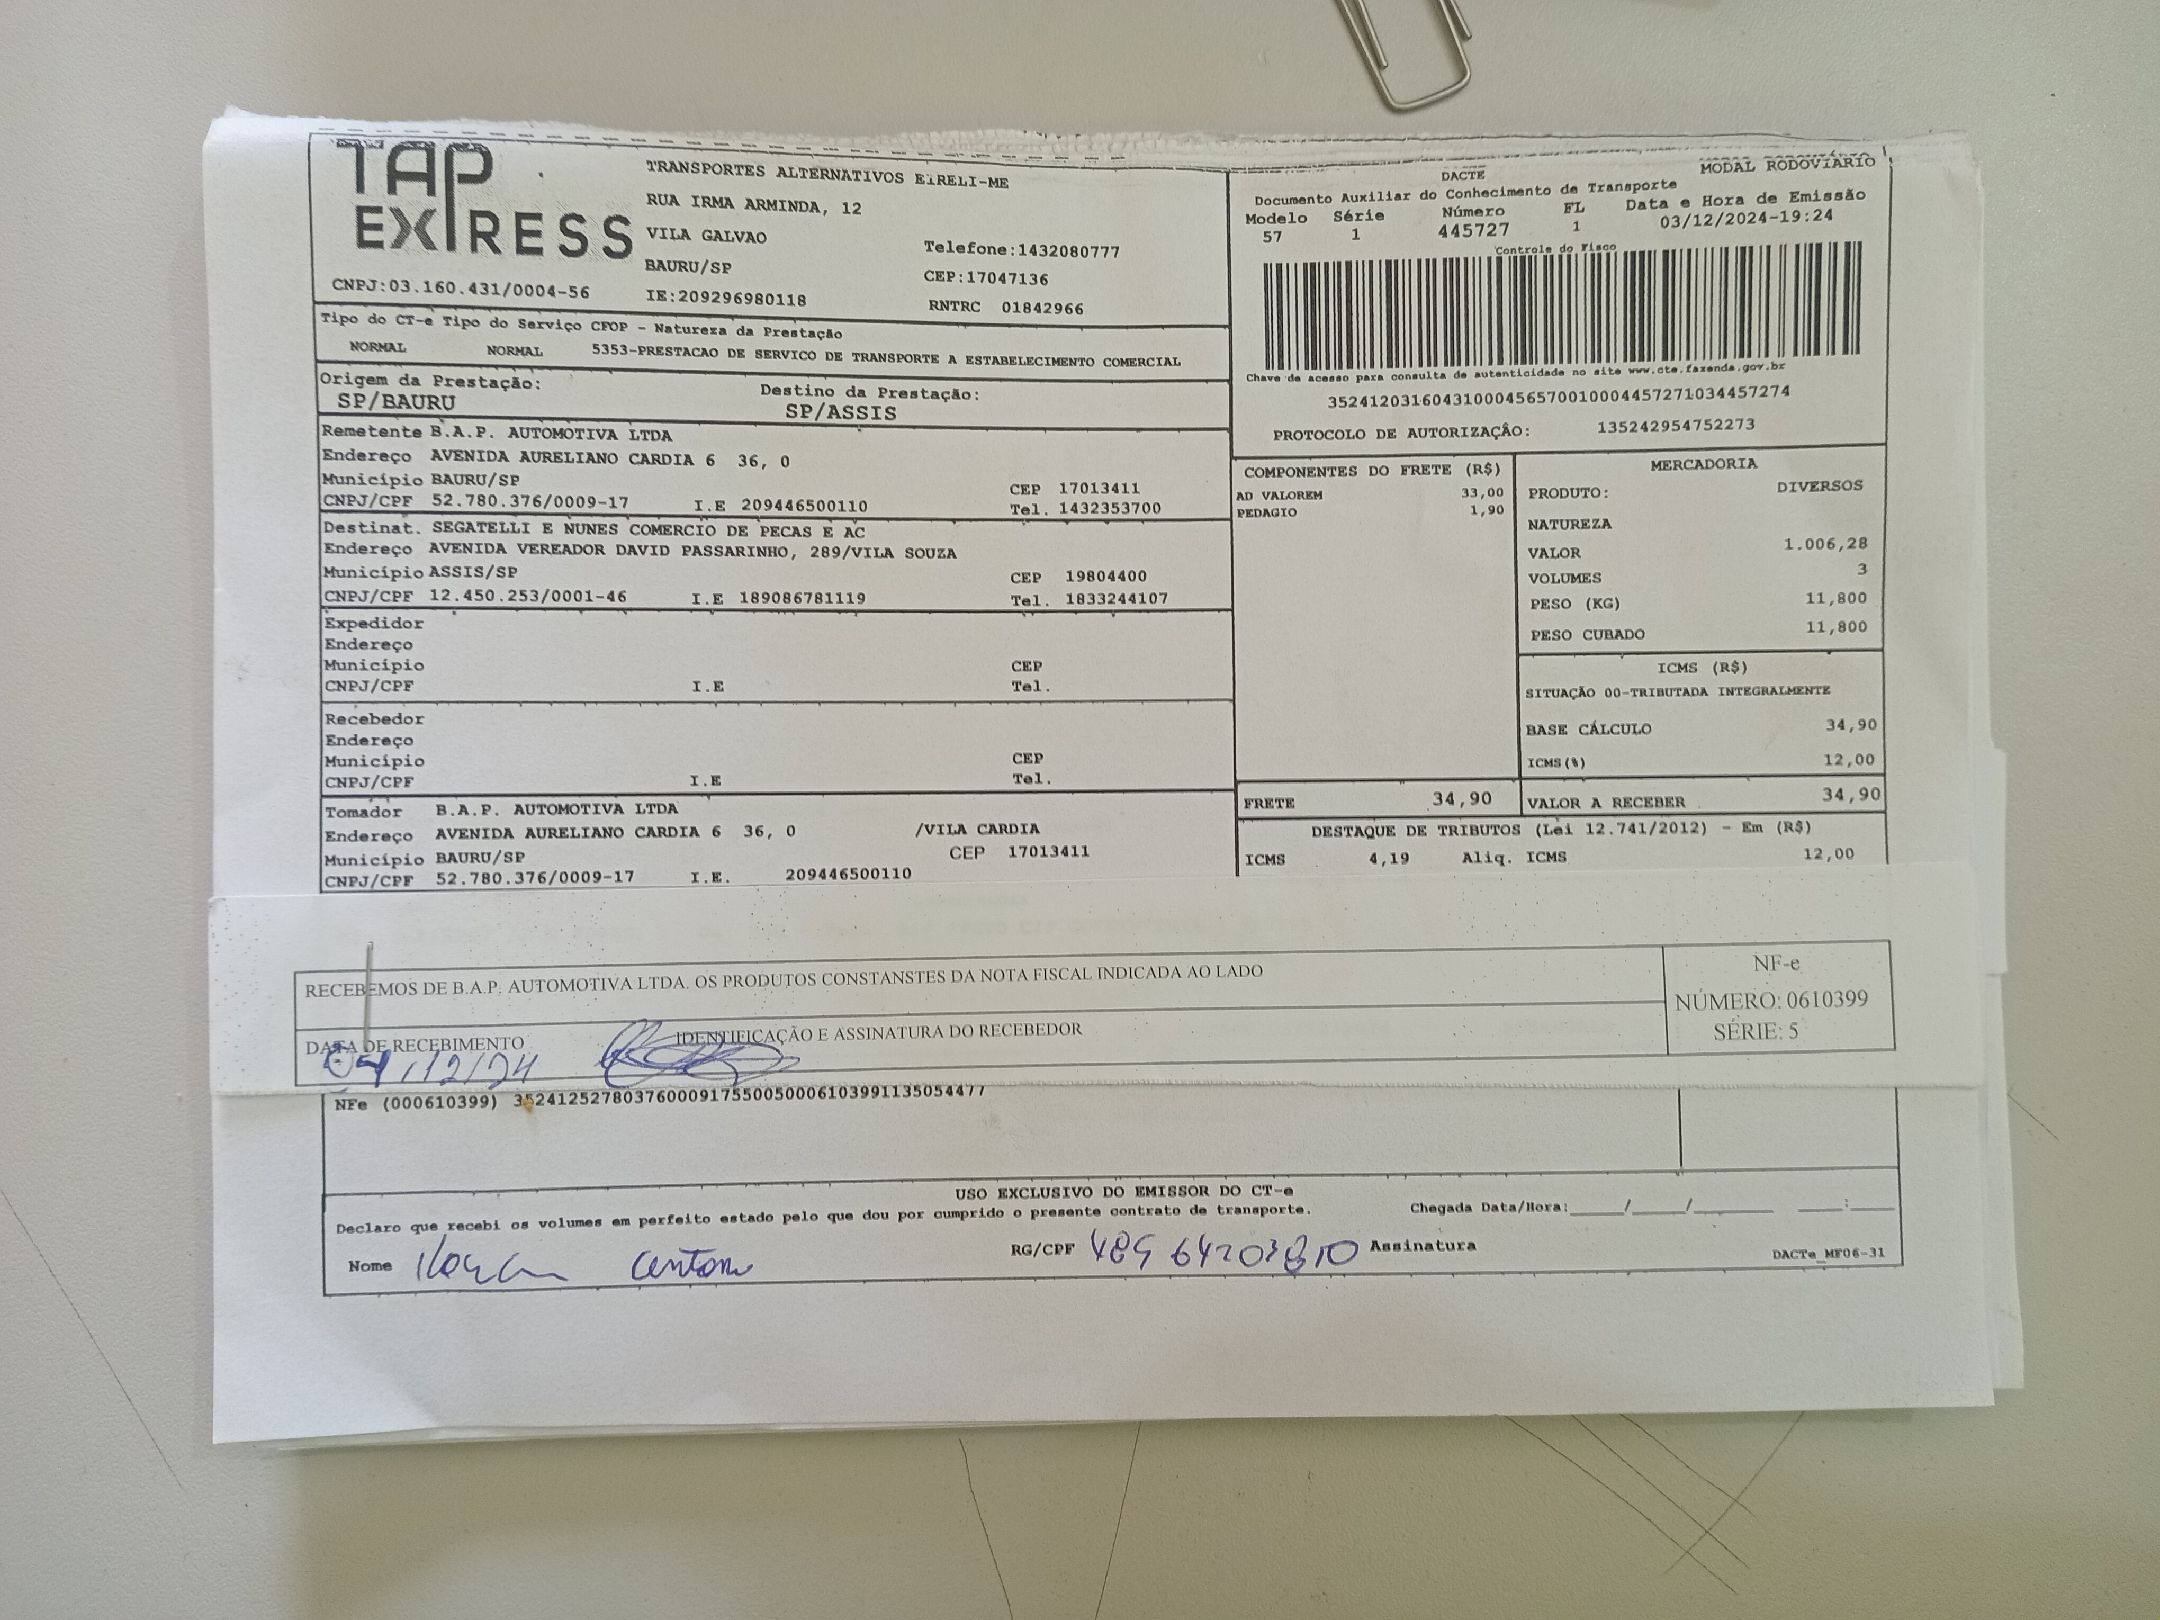 TAP EXPRESS
TRANSPORTES ALTERNATIVOS EIRELI-ME
RUA IRMA ARMINDA, 12
VILA GALVAO
BAURU/SP
IE:209296980118
Telefone:1432080777
CEP:17047136
RNTRC 01842966
CNPJ:03.160.431/0004-56
DACTE
MODAL RODOVIÁRIO
Documento Auxiliar do Conhecimento de Transporte
Modelo Série Número FL Data e Hora de Emissão
57 1 445727 1 03/12/2024-19:24
Controle do Fisco
Chave de acesso para consulta de autenticidade no site www.cte.fazenda.gov.br
35241203160431000456570010004457271034457274
PROTOCOLO DE AUTORIZAÇÂO: 135242954752273
Tipo do CT-e Tipo do Serviço CFOP - Natureza da Prestação
NORMAL NORMAL 5353-PRESTACAO DE SERVICO DE TRANSPORTE A ESTABELECIMENTO COMERCIAL
Origem da Prestação: Destino da Prestação:
SP/BAURU SP/ASSIS
Remetente B.A.P. AUTOMOTIVA LTDA
Endereço AVENIDA AURELIANO CARDIA 6 36, 0
Município BAURU/SP CEP 17013411
CNPJ/CPF 52.780.376/0009-17 I.E 209446500110 Tel. 1432353700
Destinat. SEGATELLI E NUNES COMERCIO DE PECAS E AC
Endereço AVENIDA VEREADOR DAVID PASSARINHO, 289/VILA SOUZA
Município ASSIS/SP CEP 19804400
CNPJ/CPF 12.450.253/0001-46 I.E 189086781119 Tel. 1833244107
Expedidor
Endereço
Município CEP
CNPJ/CPF I.E Tel.
Recebedor
Endereço
Município CEP
CNPJ/CPF I.E Tel.
Tomador B.A.P. AUTOMOTIVA LTDA
Endereço AVENIDA AURELIANO CARDIA 6 36, 0 /VILA CARDIA
Município BAURU/SP CEP 17013411
CNPJ/CPF 52.780.376/0009-17 I.E. 209446500110
COMPONENTES DO FRETE (R$)
AD VALOREM 33,00
PEDAGIO 1,90
MERCADORIA
PRODUTO: DIVERSOS
NATUREZA
VALOR 1.006,28
VOLUMES 3
PESO (KG) 11,800
PESO CUBADO 11,800
ICMS (R$)
SITUAÇÃO 00-TRIBUTADA INTEGRALMENTE
BASE CÁLCULO 34,90
ICMS(%) 12,00
FRETE 34,90 VALOR A RECEBER 34,90
DESTAQUE DE TRIBUTOS (Lei 12.741/2012) - Em (R$)
ICMS 4,19 Aliq. ICMS 12,00
RECEBEMOS DE B.A.P. AUTOMOTIVA LTDA. OS PRODUTOS CONSTANSTES DA NOTA FISCAL INDICADA AO LADO
DATA DE RECEBIMENTO IDENTIFICAÇÃO E ASSINATURA DO RECEBEDOR
04/12/24
NF-e
NÚMERO: 0610399
SÉRIE: 5
NFe (000610399) 35241252780376000917550050006103991135054477
USO EXCLUSIVO DO EMISSOR DO CT-e
Declaro que recebi os volumes em perfeito estado pelo que dou por cumprido o presente contrato de transporte. Chegada Data/Hora:____/____/______ ___:___
Nome RG/CPF Assinatura
DACTe_MF06-31